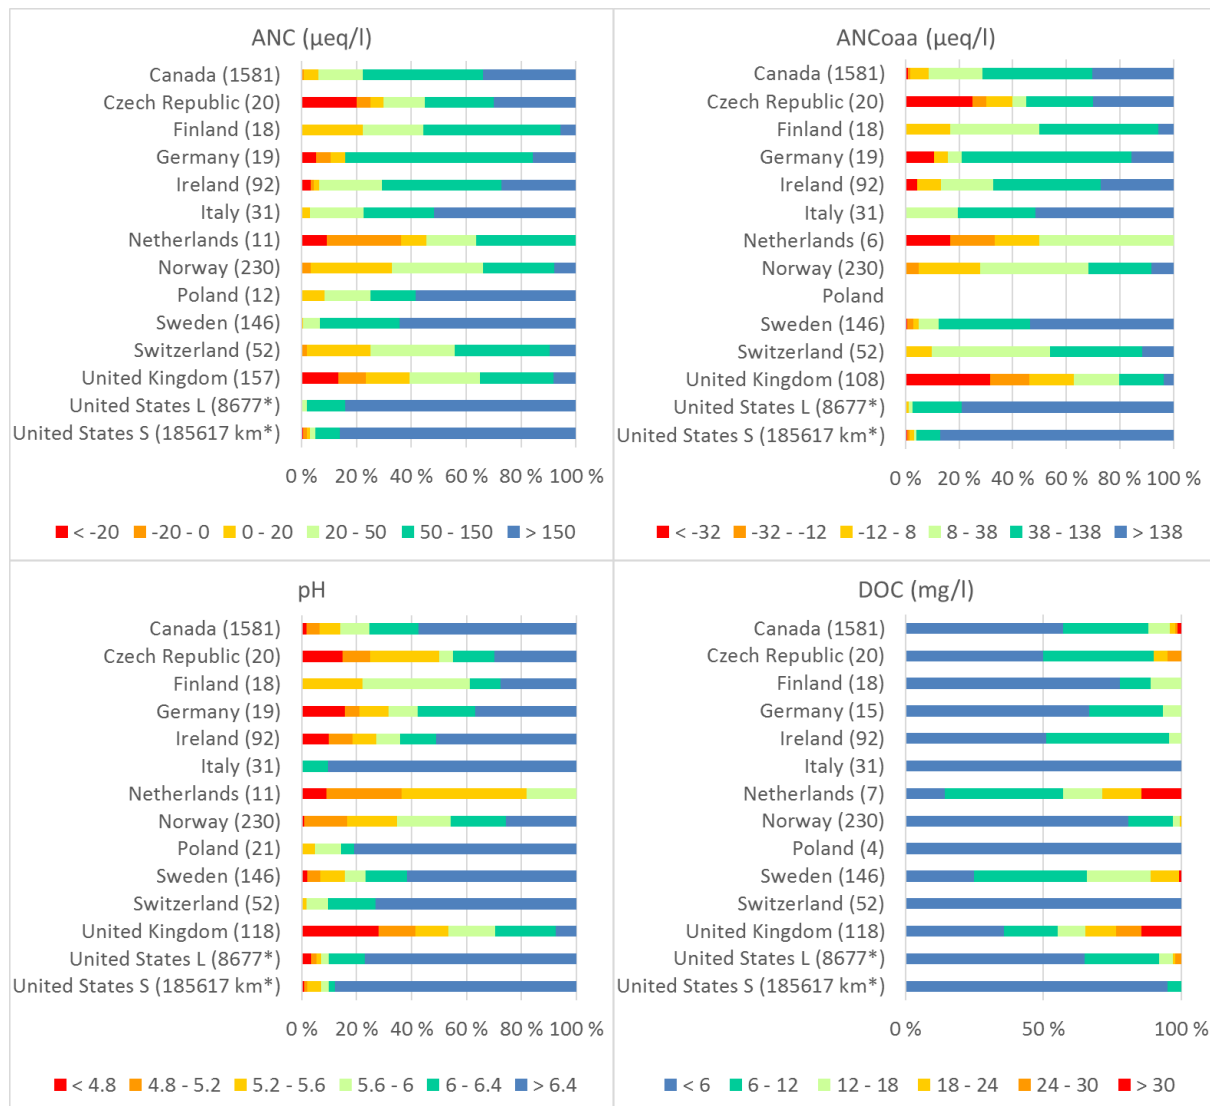 ANC (µeq/l)
Canada (1581)
Czech Republic (20)
Finland (18)
Germany (19)
Ireland (92)
Italy (31)
Netherlands (11)
Norway (230)
Poland (12)
Sweden (146)
Switzerland (52)
United Kingdom (157)
United States L (8677*)
United States S (185617 km*)
0 % 20 % 40 % 60 % 80 % 100 %
< -20 -20 - 0 0 - 20 20 - 50 50 - 150 > 150
ANCoaa (µeq/l)
Canada (1581)
Czech Republic (20)
Finland (18)
Germany (19)
Ireland (92)
Italy (31)
Netherlands (6)
Norway (230)
Poland
Sweden (146)
Switzerland (52)
United Kingdom (108)
United States L (8677*)
United States S (185617 km*)
0 % 20 % 40 % 60 % 80 % 100 %
< -32 -32 - -12 -12 - 8 8 - 38 38 - 138 > 138
pH
Canada (1581)
Czech Republic (20)
Finland (18)
Germany (19)
Ireland (92)
Italy (31)
Netherlands (11)
Norway (230)
Poland (21)
Sweden (146)
Switzerland (52)
United Kingdom (118)
United States L (8677*)
United States S (185617 km*)
0 % 20 % 40 % 60 % 80 % 100 %
< 4.8 4.8 - 5.2 5.2 - 5.6 5.6 - 6 6 - 6.4 > 6.4
DOC (mg/l)
Canada (1581)
Czech Republic (20)
Finland (18)
Germany (15)
Ireland (92)
Italy (31)
Netherlands (7)
Norway (230)
Poland (4)
Sweden (146)
Switzerland (52)
United Kingdom (118)
United States L (8677*)
United States S (185617 km*)
0 % 50 % 100 %
< 6 6 - 12 12 - 18 18 - 24 24 - 30 > 30